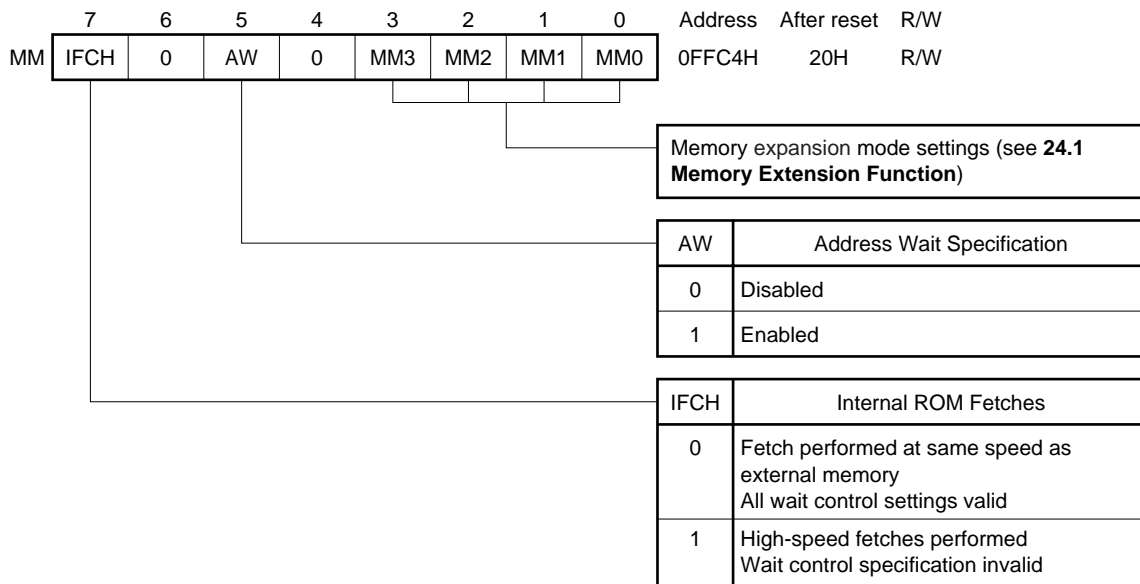 7 6 5 4 3 2 1 0 Address After reset R/W
MM IFCH 0 AW 0 MM3 MM2 MM1 MM0 0FFC4H 20H R/W
Memory expansion mode settings (see 24.1
Memory Extension Function)
AW Address Wait Specification
0 Disabled
1 Enabled
IFCH Internal ROM Fetches
0 Fetch performed at same speed as
external memory
All wait control settings valid
1 High-speed fetches performed
Wait control specification invalid